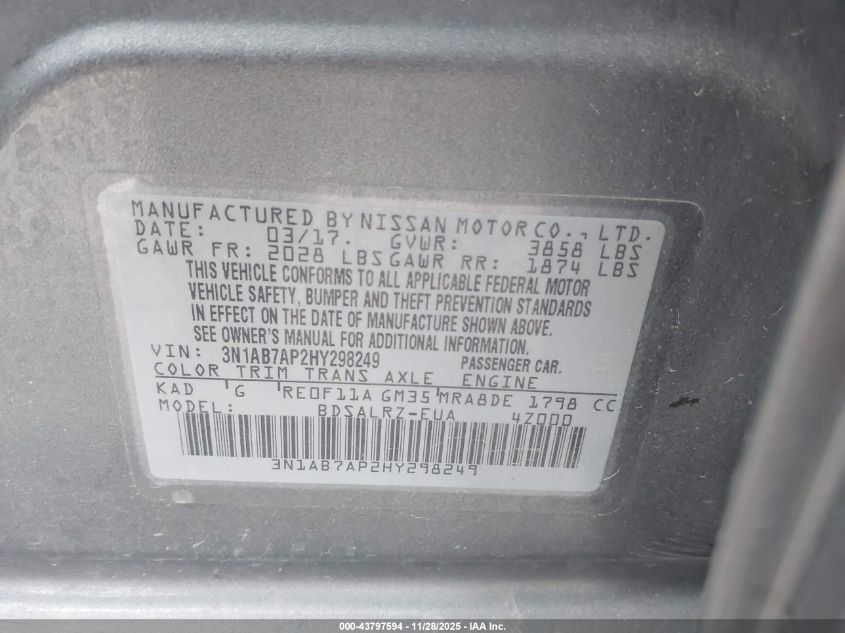 MANUFACTURED BY NISSAN MOTOR CO., LTD.
DATE: 03/17. GVWR: 3858 LBS
GAWR FR: 2028 LBS GAWR RR: 1874 LBS
THIS VEHICLE CONFORMS TO ALL APPLICABLE FEDERAL MOTOR
VEHICLE SAFETY, BUMPER AND THEFT PREVENTION STANDARDS
IN EFFECT ON THE DATE OF MANUFACTURE SHOWN ABOVE.
SEE OWNER'S MANUAL FOR ADDITIONAL INFORMATION.
VIN: 3N1AB7AP2HY298249 PASSENGER CAR.
COLOR TRIM TRANS AXLE ENGINE
KAD G RE0F11A GM35 MRA8DE 1798 CC
MODEL: BDSALRZ-EUA 4Z000
3N1AB7AP2HY298249
000-43797594 — 11/28/2025 - IAA Inc.